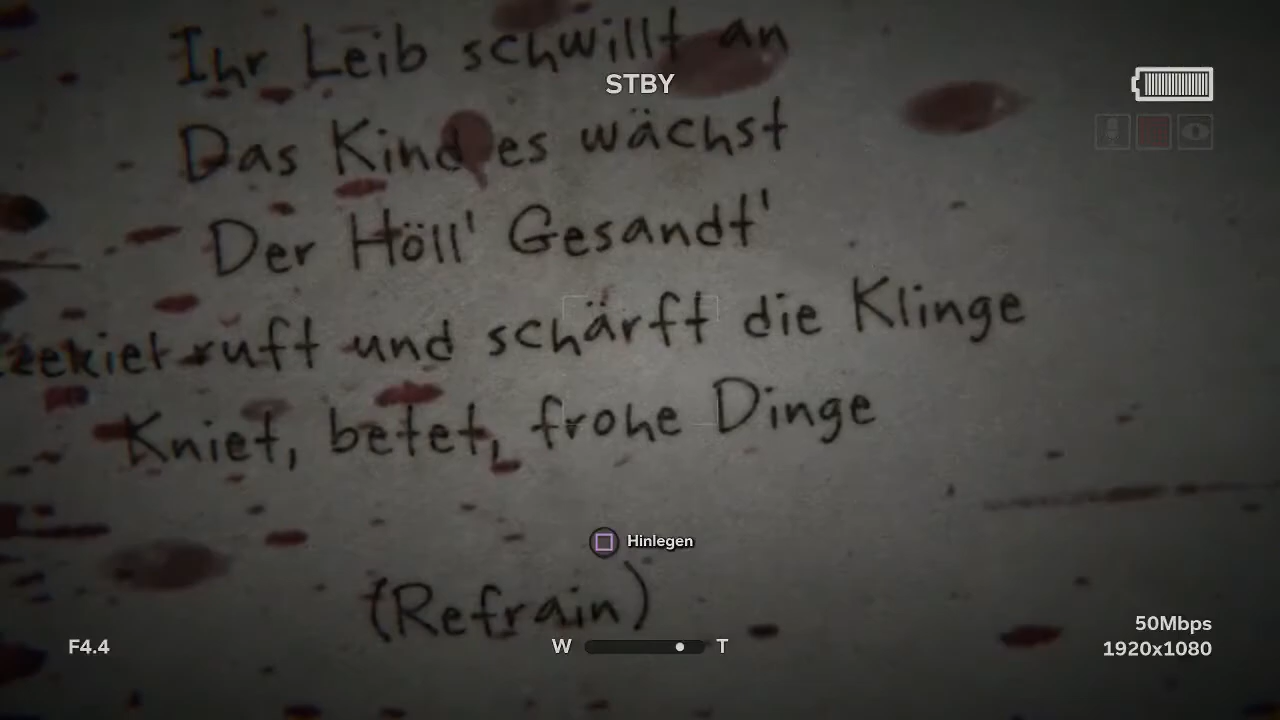 Ihr Leib schwillt an
STBY
Das Kind es wächst
Der Höll' Gesandt'
Ezekiel ruft und schärft die Klinge
Kniet, betet, frohe Dinge
Hinlegen
(Refrain)
F4.4
W T
50Mbps
1920x1080